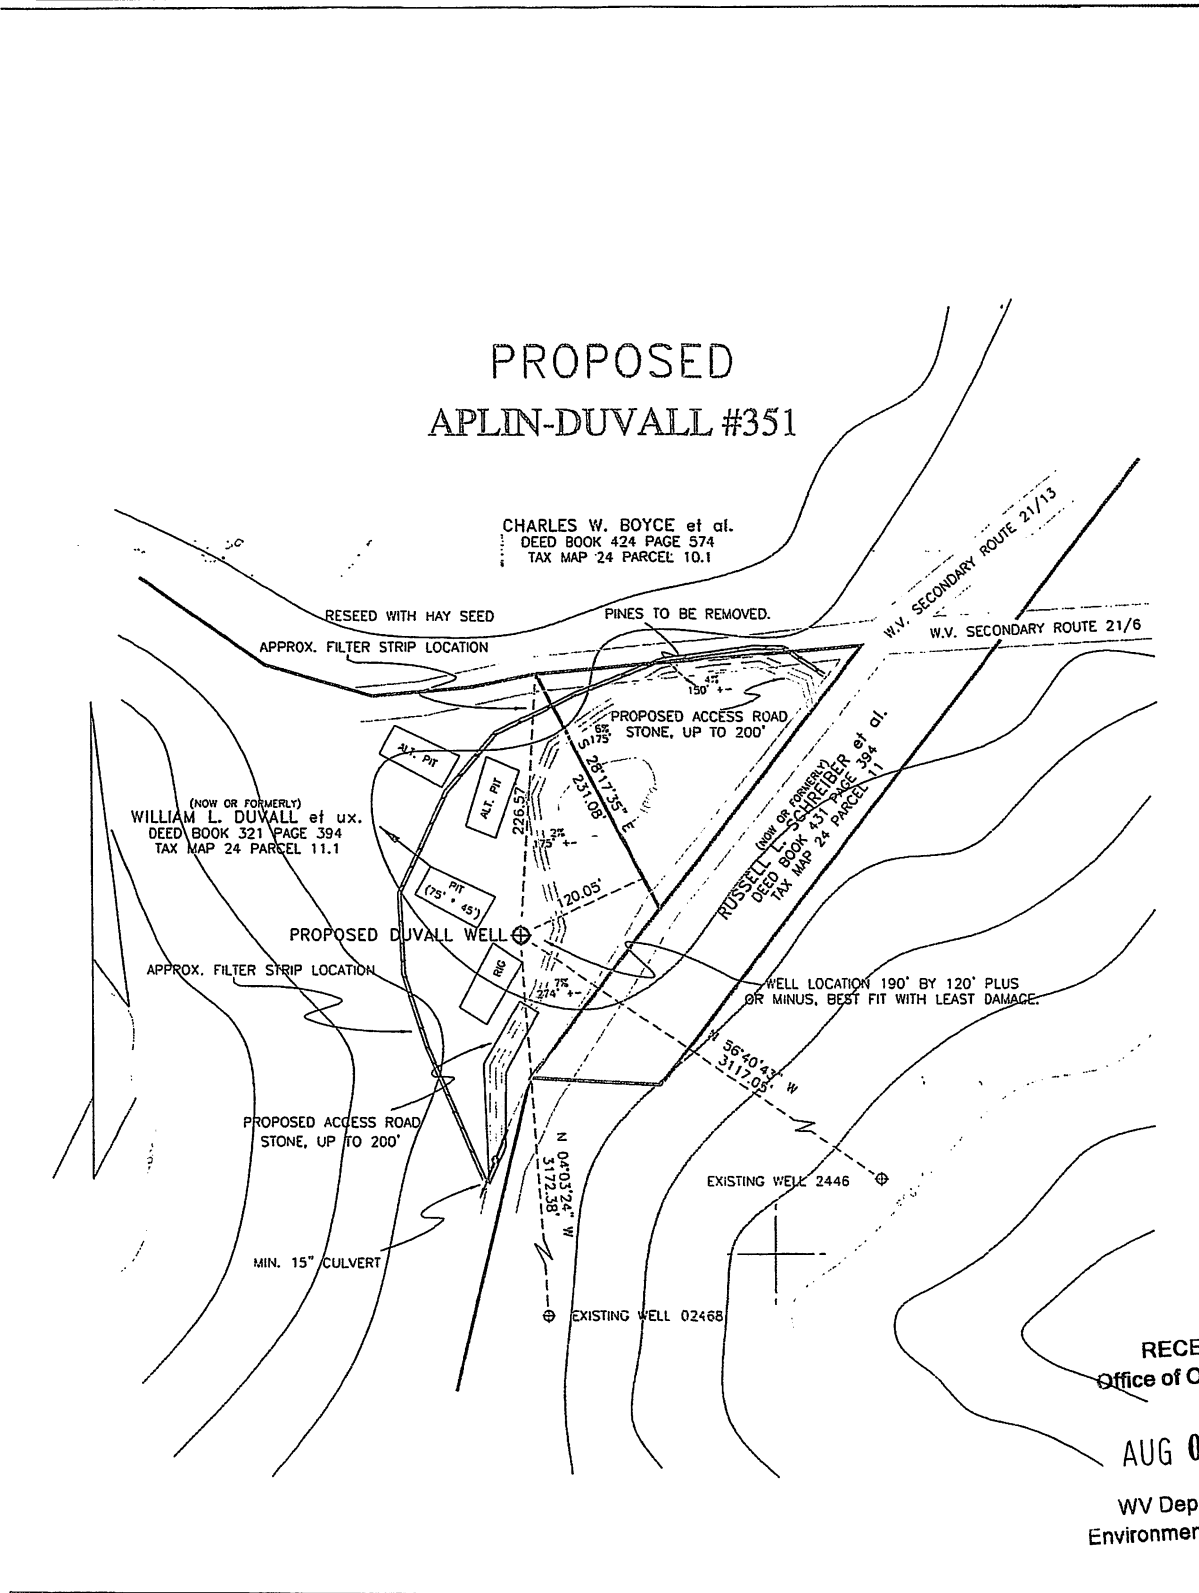 PROPOSED
APLIN-DUVALL #351
CHARLES W. BOYCE et al.
DEED BOOK 424 PAGE 574
TAX MAP 24 PARCEL 10.1
W.V. SECONDARY ROUTE 21/13
W.V. SECONDARY ROUTE 21/6
RESEED WITH HAY SEED
PINES TO BE REMOVED.
APPROX. FILTER STRIP LOCATION
4%
150' +-
PROPOSED ACCESS ROAD
STONE, UP TO 200'
6%
175'
S 28°17'35" E
231.08'
ALT. PIT
ALT. PIT
226.57
(NOW OR FORMERLY)
WILLIAM L. DUVALL et ux.
DEED BOOK 321 PAGE 394
TAX MAP 24 PARCEL 11.1
2%
175' +-
(NOW OR FORMERLY)
RUSSELL L. SCHREIBER et al.
DEED BOOK 431 PAGE 394
TAX MAP 24 PARCEL 11
PIT
(75' * 45')
120.05'
PROPOSED DUVALL WELL
RIG
APPROX. FILTER STRIP LOCATION
7%
274' +-
WELL LOCATION 190' BY 120' PLUS
OR MINUS, BEST FIT WITH LEAST DAMAGE.
N 56°40'43" W
3117.05'
PROPOSED ACCESS ROAD
STONE, UP TO 200'
N 04°03'24" W
3172.38'
EXISTING WELL 2446
MIN. 15" CULVERT
EXISTING WELL 02468
RECE
Office of O
AUG 0
WV Dep
Environmen